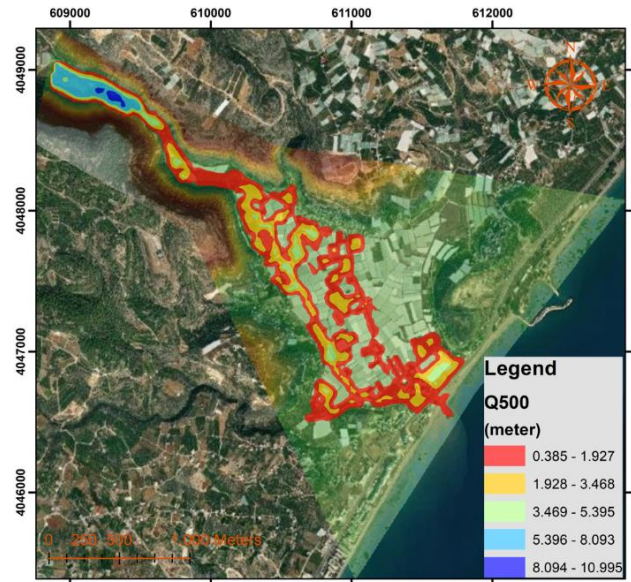 609000 610000 611000 612000
4049000
4048000
4047000
4046000
N
W E
S
0 250 500 1.000 Meters
Legend
Q500
(meter)
0.385 - 1.927
1.928 - 3.468
3.469 - 5.395
5.396 - 8.093
8.094 - 10.995